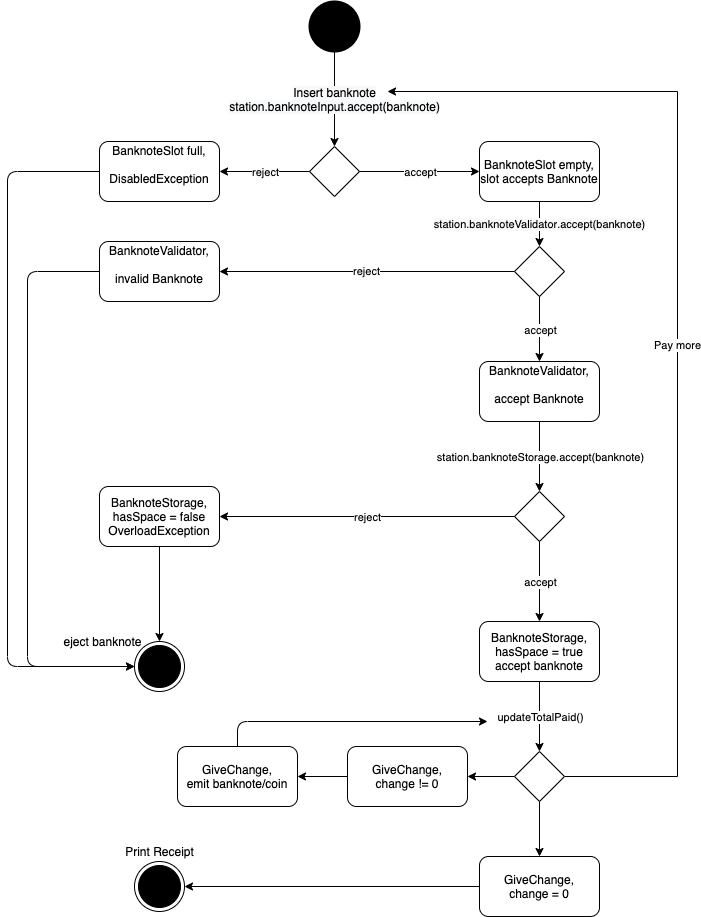 Insert banknote
station.banknoteInput.accept(banknote)
BanknoteSlot full,
DisabledException
reject
accept
BanknoteSlot empty,
slot accepts Banknote
station.banknoteValidator.accept(banknote)
BanknoteValidator,
invalid Banknote
reject
accept
Pay more
BanknoteValidator,
accept Banknote
station.banknoteStorage.accept(banknote)
BanknoteStorage,
hasSpace = false
OverloadException
reject
accept
eject banknote
BanknoteStorage,
hasSpace = true
accept banknote
updateTotalPaid()
GiveChange,
emit banknote/coin
GiveChange,
change != 0
Print Receipt
GiveChange,
change = 0